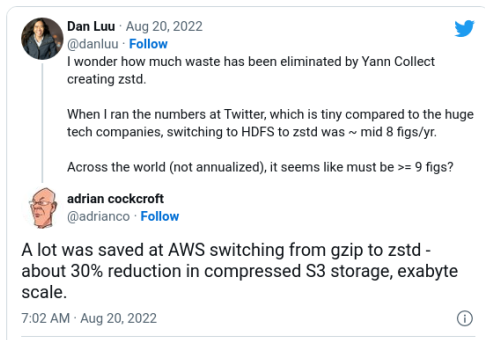 Dan Luu · Aug 20, 2022
@danluu · Follow
I wonder how much waste has been eliminated by Yann Collect
creating zstd.
When I ran the numbers at Twitter, which is tiny compared to the huge
tech companies, switching to HDFS to zstd was ~ mid 8 figs/yr.
Across the world (not annualized), it seems like must be >= 9 figs?
adrian cockcroft
@adrianco · Follow
A lot was saved at AWS switching from gzip to zstd -
about 30% reduction in compressed S3 storage, exabyte
scale.
7:02 AM · Aug 20, 2022